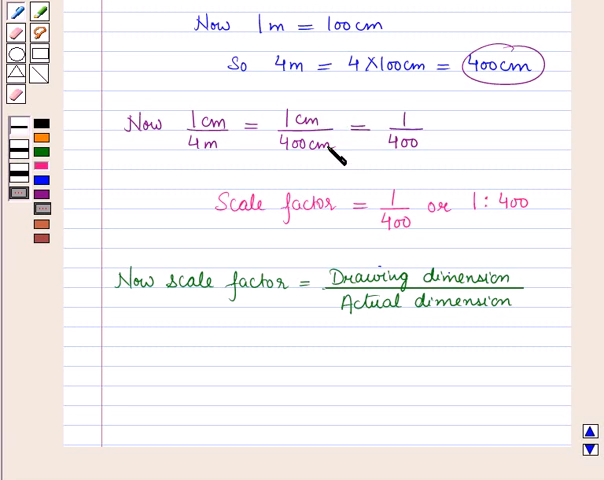 Now 1m = 100cm
So 4m = 4 × 100cm = 400cm
Now 1cm/4m = 1cm/400cm = 1/400
Scale factor = 1/400 or 1 : 400
Now scale factor = Drawing dimension/Actual dimension